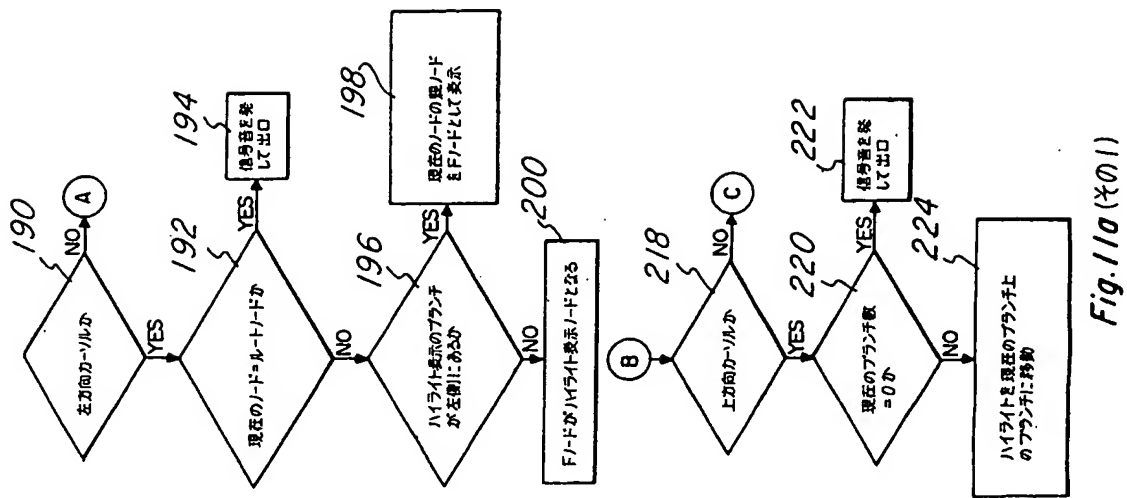 190
左方向カーソルか
NO
A
YES
192
現在のノード=ルートノードか
YES
194
信号音を発
して出口
NO
196
ハイライト表示のブランチ
が左側にあるか
YES
198
現在のノードの親ノード
をFノードとして表示
NO
200
Fノードがハイライト表示ノードとなる
B
218
上方向カーソルか
NO
C
YES
220
現在のブランチ数
=0か
YES
222
信号音を発
して出口
NO
224
ハイライトを現在のブランチ上
のブランチに移動
Fig.11a (その1)